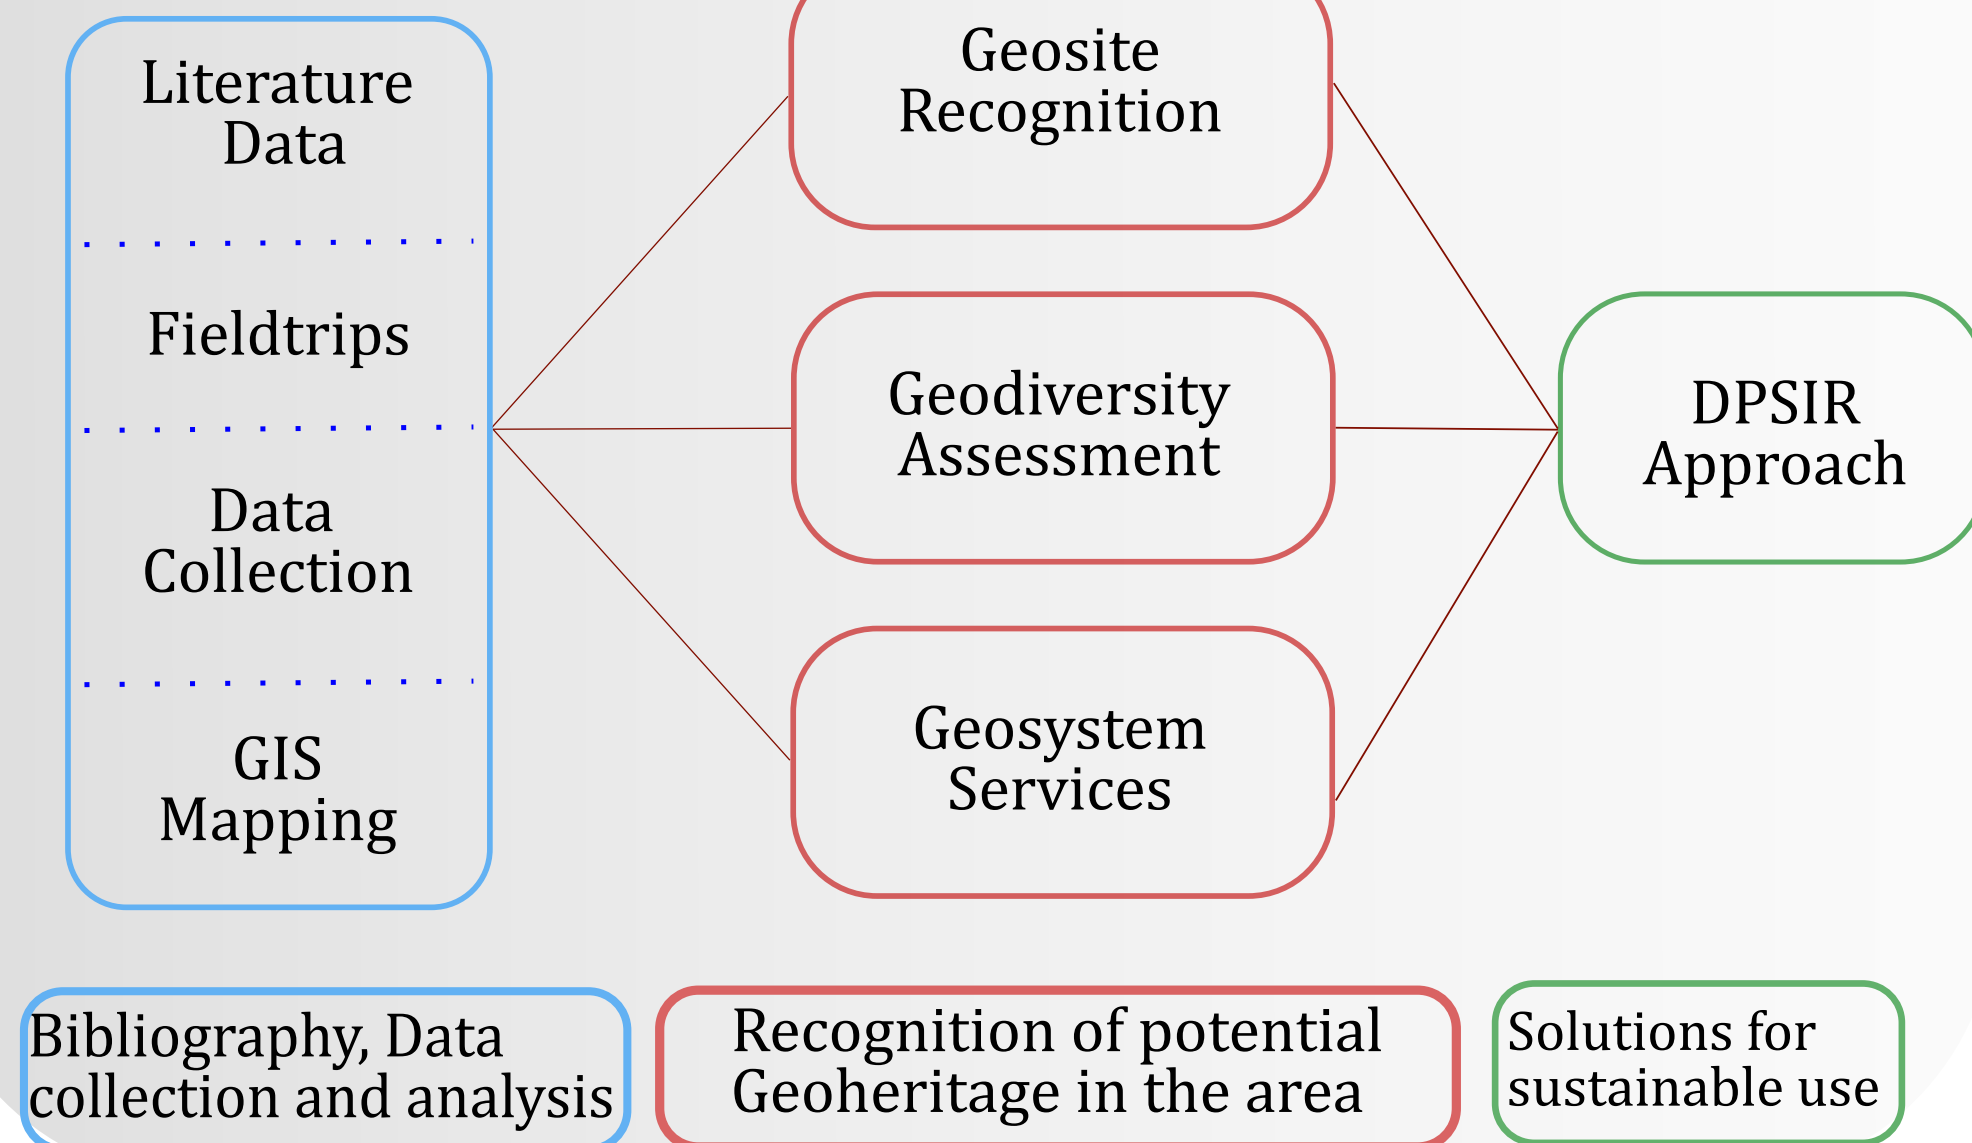 Literature
Data
Fieldtrips
Data
Collection
GIS
Mapping
Geosite
Recognition
Geodiversity
Assessment
Geosystem
Services
DPSIR
Approach
Bibliography, Data
collection and analysis
Recognition of potential
Geoheritage in the area
Solutions for
sustainable use